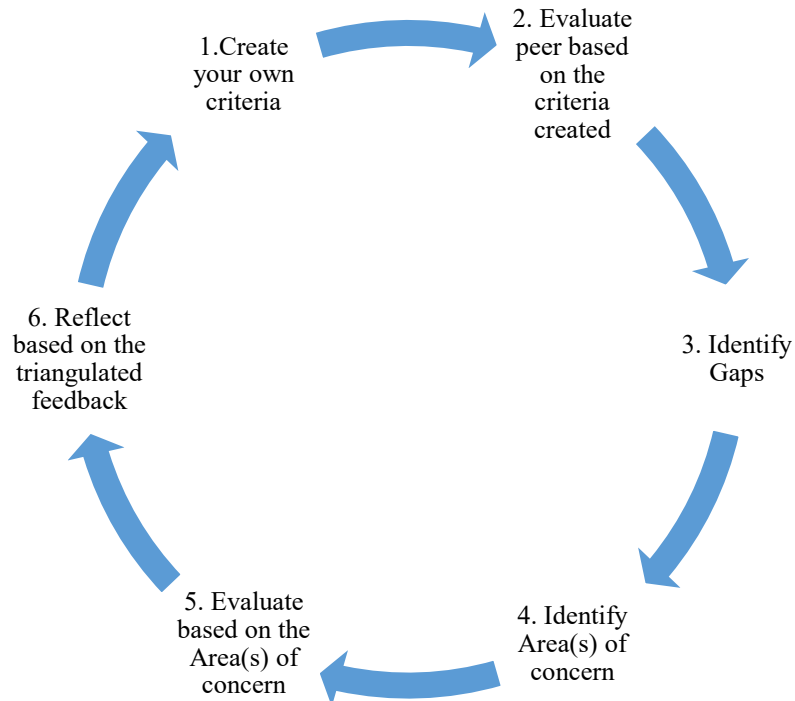 1.Create
your own
criteria
2. Evaluate
peer based
on the
criteria
created
3. Identify
Gaps
4. Identify
Area(s) of
concern
5. Evaluate
based on the
Area(s) of
concern
6. Reflect
based on the
triangulated
feedback